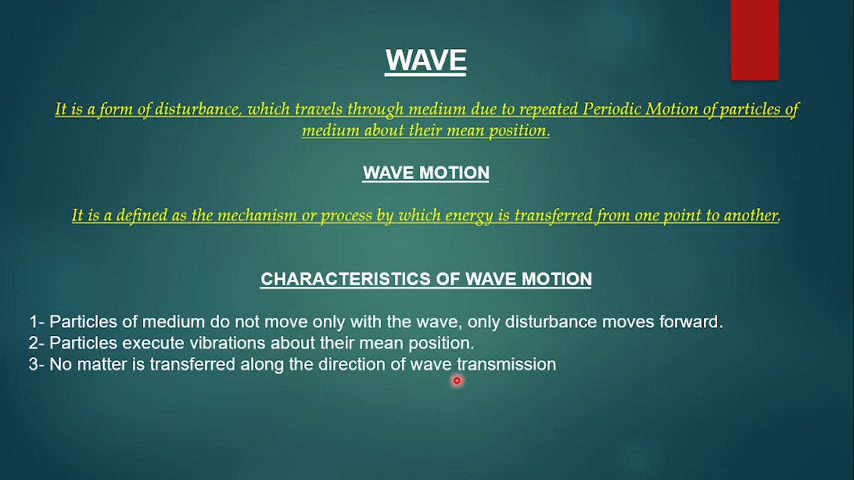 WAVE
It is a form of disturbance, which travels through medium due to repeated Periodic Motion of particles of
medium about their mean position.
WAVE MOTION
It is a defined as the mechanism or process by which energy is transferred from one point to another.
CHARACTERISTICS OF WAVE MOTION
1- Particles of medium do not move only with the wave, only disturbance moves forward.
2- Particles execute vibrations about their mean position.
3- No matter is transferred along the direction of wave transmission